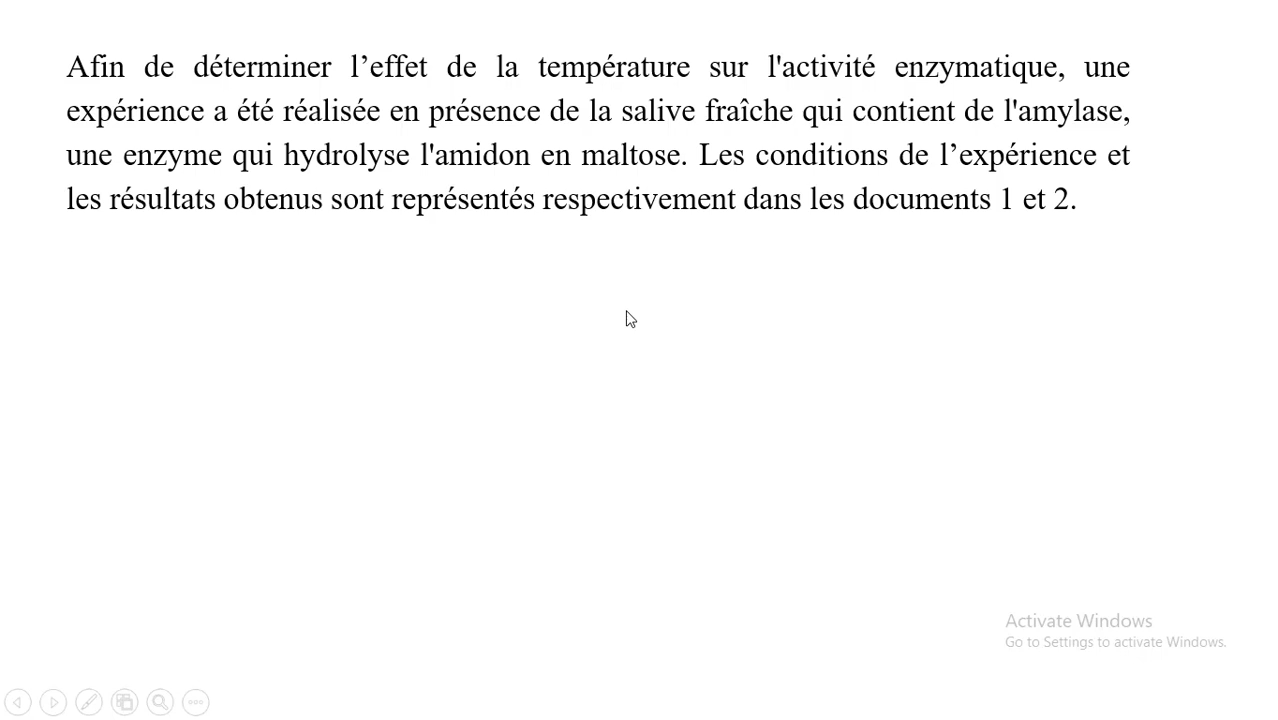 Afin de déterminer l’effet de la température sur l'activité enzymatique, une
expérience a été réalisée en présence de la salive fraîche qui contient de l'amylase,
une enzyme qui hydrolyse l'amidon en maltose. Les conditions de l’expérience et
les résultats obtenus sont représentés respectivement dans les documents 1 et 2.
Activate Windows
Go to Settings to activate Windows.